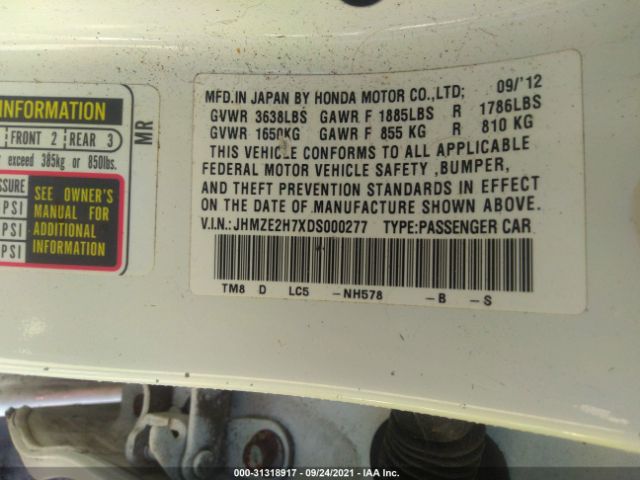 INFORMATION
FRONT 2 REAR 3
exceed 385kg or 850lbs.
SSURE
PSI
PSI
PSI
SEE OWNER'S
MANUAL FOR
ADDITIONAL
INFORMATION
MR
MFD.IN JAPAN BY HONDA MOTOR CO.,LTD; 09/'12
GVWR 3638LBS GAWR F 1885LBS R 1786LBS
GVWR 1650KG GAWR F 855 KG R 810 KG
THIS VEHICLE CONFORMS TO ALL APPLICABLE
FEDERAL MOTOR VEHICLE SAFETY ,BUMPER,
AND THEFT PREVENTION STANDARDS IN EFFECT
ON THE DATE OF MANUFACTURE SHOWN ABOVE.
V.I.N.:JHMZE2H7XDS000277 TYPE:PASSENGER CAR
TM8 D LC5 -NH578 -B -S
000-31318917 - 09/24/2021 - IAA Inc.